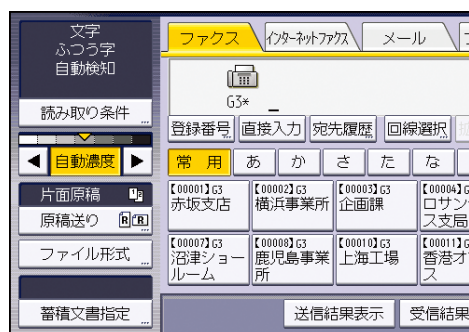 文字
ふつう字
自動検知
読み取り条件
自動濃度
片面原稿
原稿送り
ファイル形式
蓄積文書指定
ファクス
インターネットファクス
メール
G3*
登録番号
直接入力
宛先履歴
回線選択
常用
あ
か
さ
た
な
【00001】G3
赤坂支店
【00002】G3
横浜事業所
【00003】G3
企画課
【00004】G
ロサン
ス支局
【00007】G3
沼津ショー
ルーム
【00008】G3
鹿児島事業
所
【00010】G3
上海工場
【00011】G
香港オ
ス
送信結果表示
受信結果